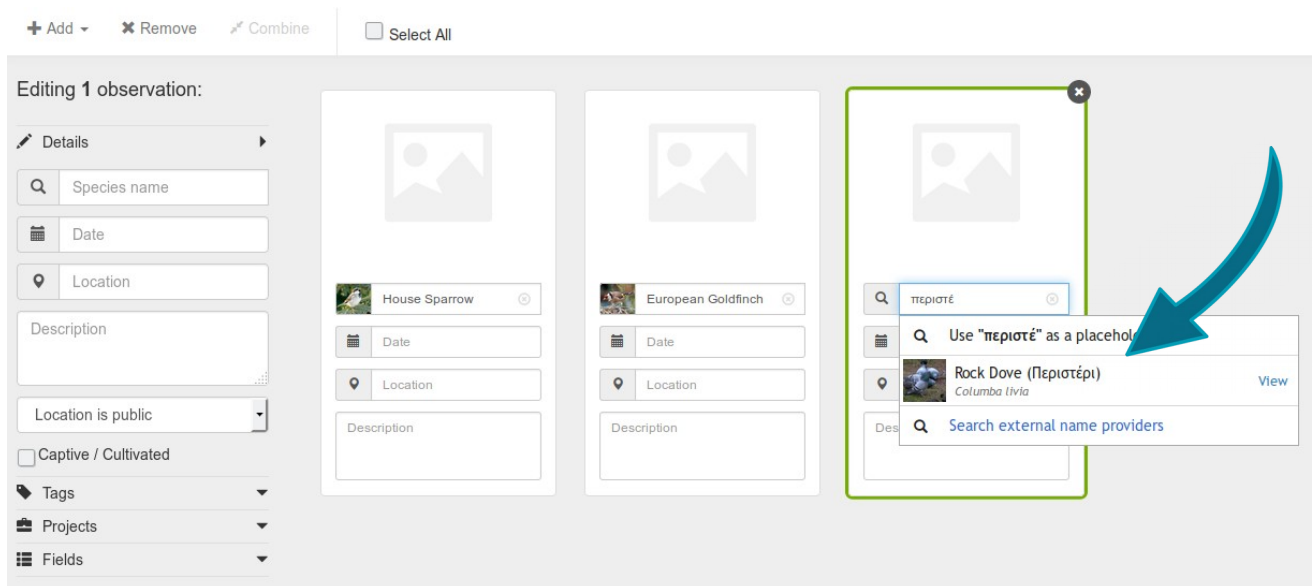 Add
Remove
Combine
Select All
Editing 1 observation:
Details
Species name
Date
Location
Description
Location is public
Captive / Cultivated
Tags
Projects
Fields
House Sparrow
Date
Location
Description
European Goldfinch
Date
Location
Description
περιστέ
Use "περιστέ" as a
Rock Dove (Περιστέρι)
Columba livia
View
Search external name providers